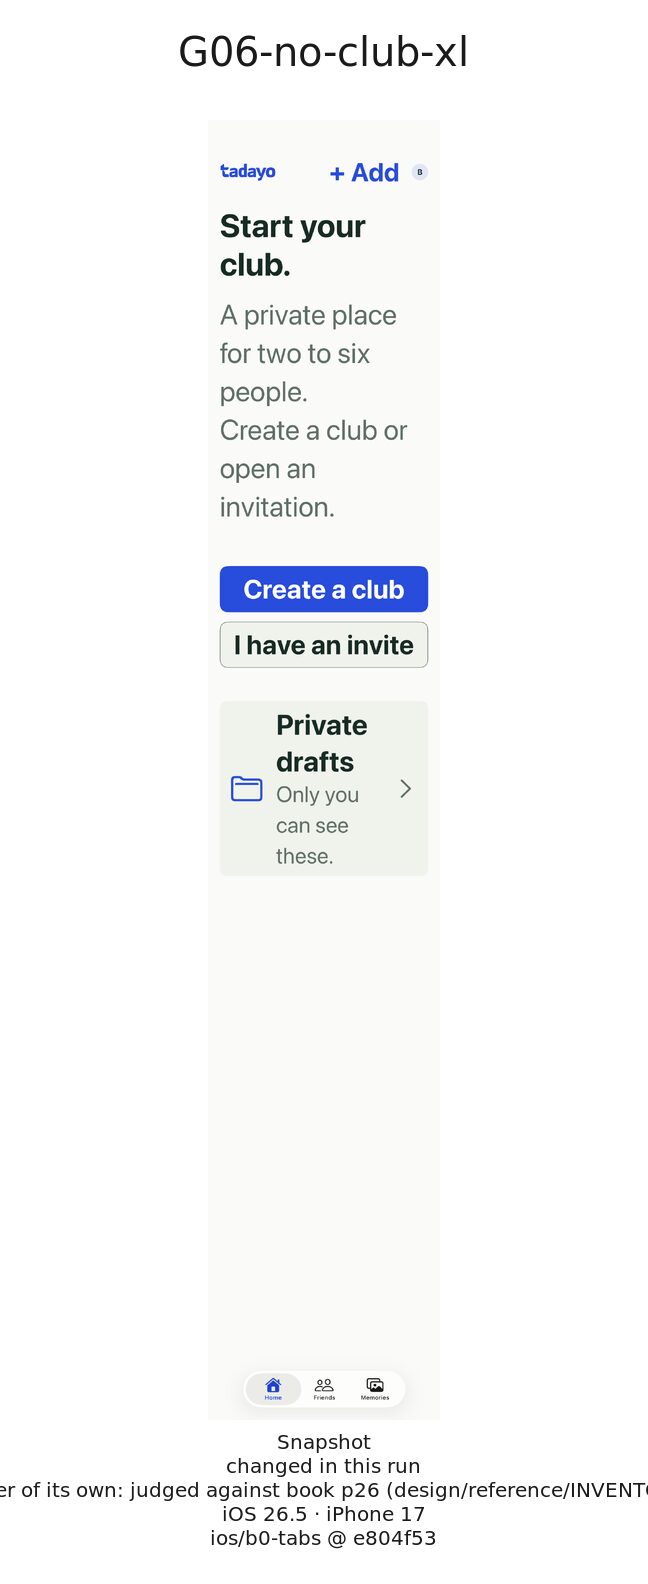 G06-no-club-xl
tadayo
+ Add
B
Start your
club.
A private place
for two to six
people.
Create a club or
open an
invitation.
Create a club
I have an invite
Private
drafts
Only you
can see
these.
Home
Friends
Memories
Snapshot
changed in this run
of its own: judged against book p26 (design/reference/
iOS 26.5 · iPhone 17
ios/b0-tabs @ e804f53